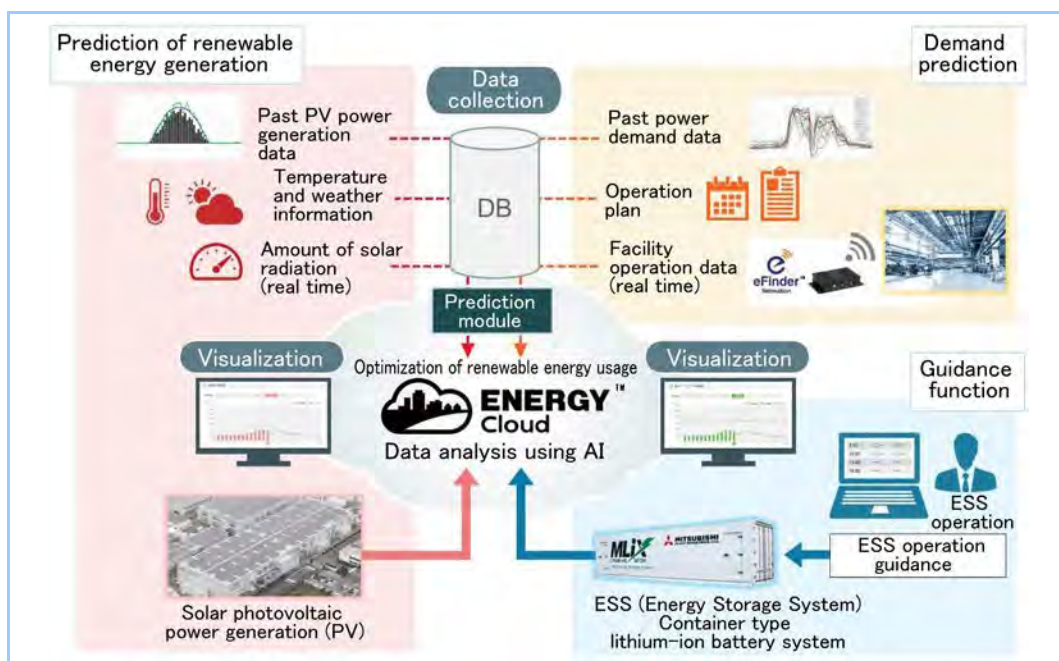 Prediction of renewable
energy generation
Data
collection
Demand
prediction
Past PV power
generation
data
Temperature
and weather
information
Amount of solar
radiation
(real time)
DB
Past power
demand data
Operation
plan
Facility
operation data
(real time)
eFinder™
Prediction
module
Visualization
Optimization of renewable energy usage
ENERGY™
Cloud
Data analysis using AI
Visualization
Guidance
function
ESS
operation
ESS operation
guidance
MLiX
MITSUBISHI
Solar photovoltaic
power generation (PV)
ESS (Energy Storage System)
Container type
lithium-ion battery system